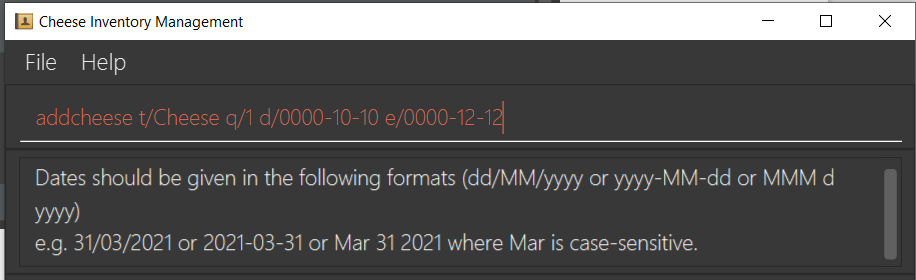 Cheese Inventory Management
File Help
addcheese t/Cheese q/1 d/0000-10-10 e/0000-12-12
Dates should be given in the following formats (dd/MM/yyyy or yyyy-MM-dd or MMM d
yyyy)
e.g. 31/03/2021 or 2021-03-31 or Mar 31 2021 where Mar is case-sensitive.